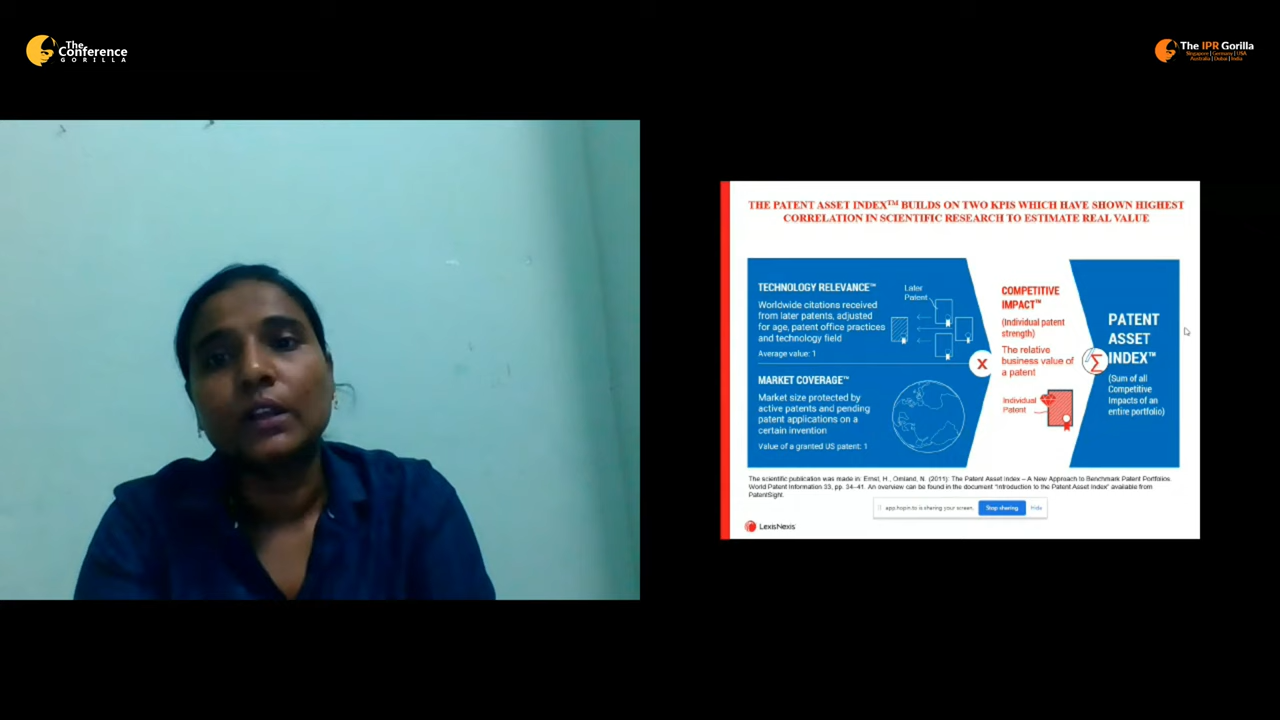 The
Conference
GORILLA
The IPR Gorilla
Singapore | Germany | USA
Australia | Dubai | India
THE PATENT ASSET INDEX™ BUILDS ON TWO KPIS WHICH HAVE SHOWN HIGHEST
CORRELATION IN SCIENTIFIC RESEARCH TO ESTIMATE REAL VALUE
TECHNOLOGY RELEVANCE™
Worldwide citations received
from later patents, adjusted
for age, patent office practices
and technology field
Average value: 1
Later
Patent
MARKET COVERAGE™
Market size protected by
active patents and pending
patent applications on a
certain invention
Value of a granted US patent: 1
X
COMPETITIVE
IMPACT™
(Individual patent
strength)
The relative
business value of
a patent
Individual
Patent
Σ
PATENT
ASSET
INDEX™
(Sum of all
Competitive
Impacts of an
entire portfolio)
The scientific publication was made in: Ernst, H., Omland, N. (2011): The Patent Asset Index – A New Approach to Benchmark Patent Portfolios.
World Patent Information 33, pp. 34–41. An overview can be found in the document "Introduction to the Patent Asset Index" available from
PatentSight.
app.hopin.to is sharing your screen.
Stop sharing
Hide
LexisNexis